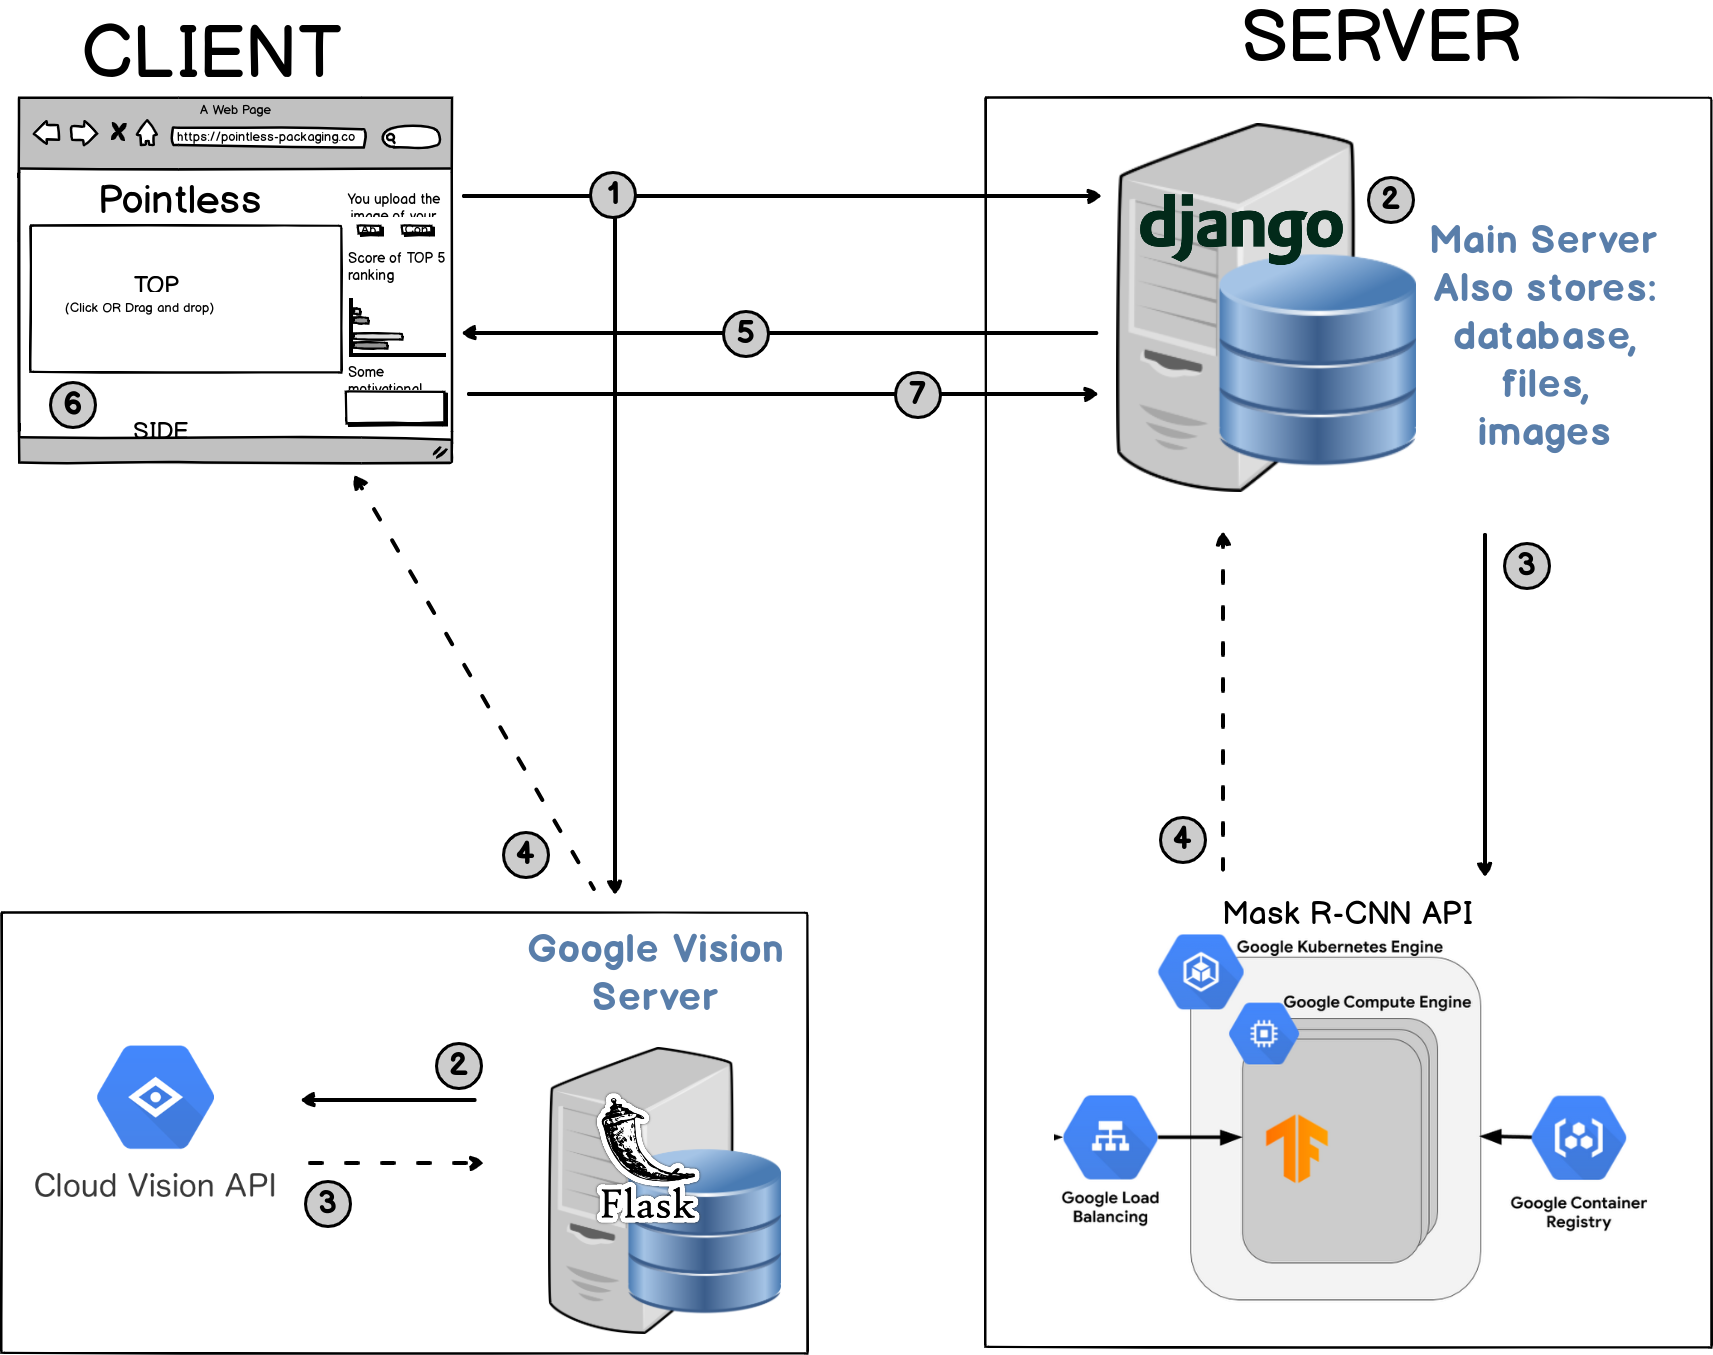 CLIENT
SERVER
A Web Page
https://pointless-packaging.co
Pointless
You upload the
image of your
TOP
(Click OR Drag and drop)
Score of TOP 5
ranking
Some
motivational
SIDE
1
5
7
6
django
2
Main Server
Also stores:
database,
files,
images
3
4
4
Mask R-CNN API
Google Kubernetes Engine
Google Compute Engine
Google Load
Balancing
Google Container
Registry
Google Vision
Server
2
Cloud Vision API
3
Flask